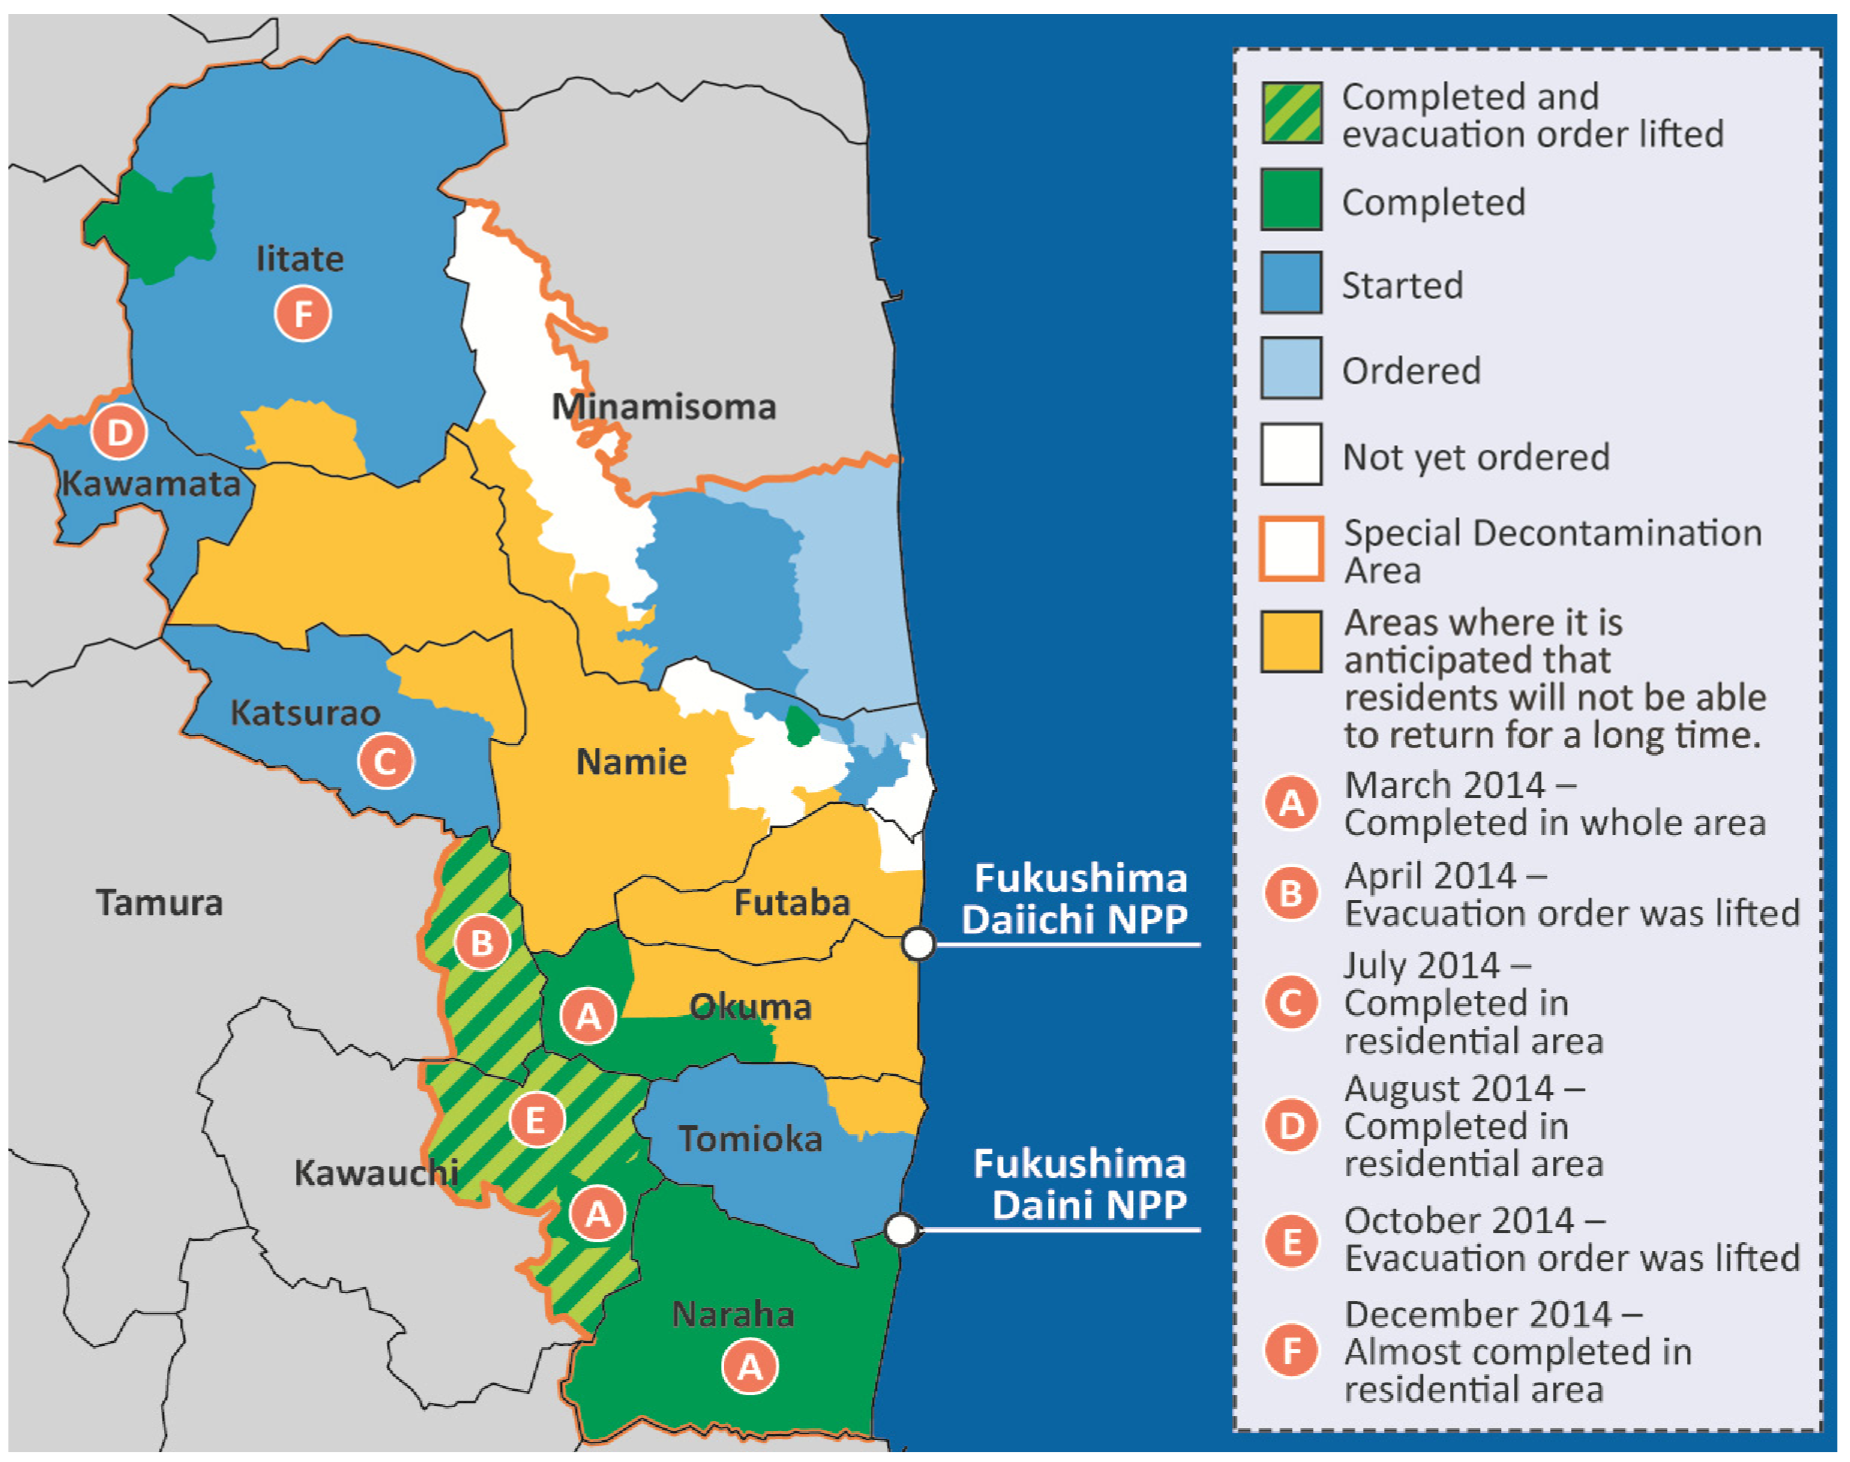 Iitate
F
Minamisoma
D
Kawamata
Katsurao
C
Namie
Tamura
B
Futaba
A
Okuma
E
Tomioka
Kawauchi
A
Naraha
A
Fukushima
Daiichi NPP
Fukushima
Daini NPP
Completed and
evacuation order lifted
Completed
Started
Ordered
Not yet ordered
Special Decontamination
Area
Areas where it is
anticipated that
residents will not be able
to return for a long time.
A
March 2014 –
Completed in whole area
B
April 2014 –
Evacuation order was lifted
C
July 2014 –
Completed in
residential area
D
August 2014 –
Completed in
residential area
E
October 2014 –
Evacuation order was lifted
F
December 2014 –
Almost completed in
residential area